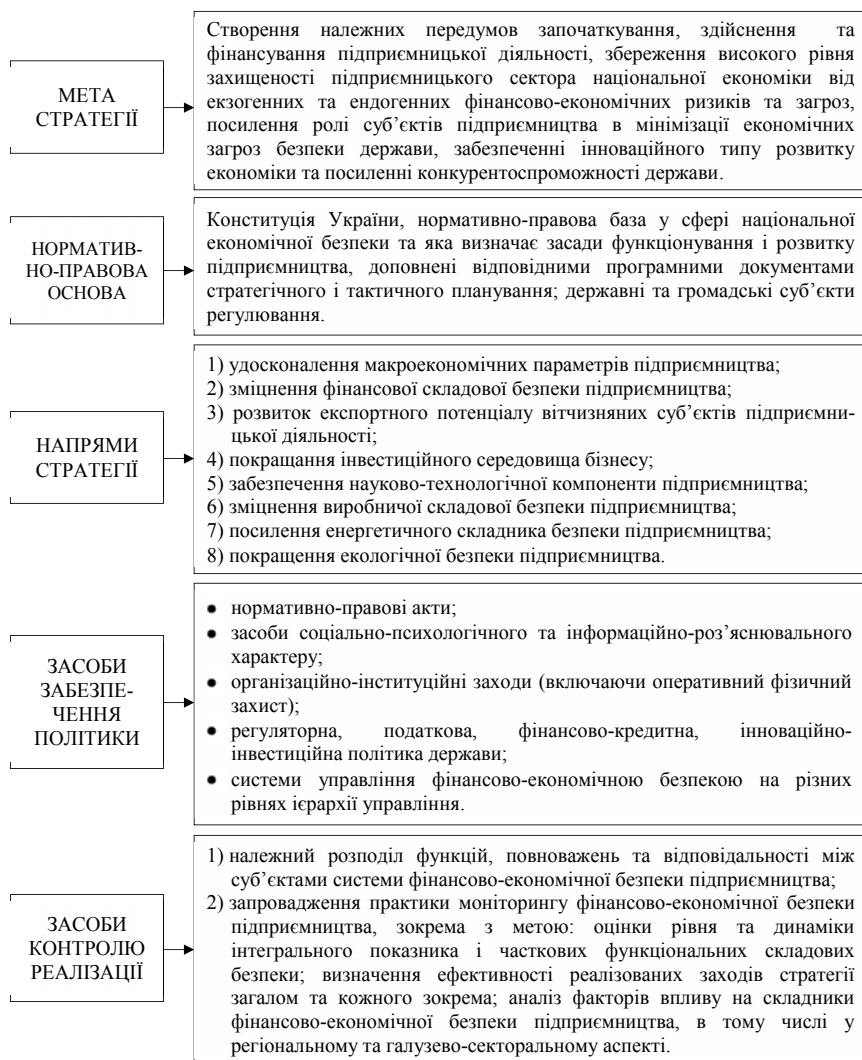 МЕТА
СТРАТЕГІЇ
Створення належних передумов започаткування, здійснення та
фінансування підприємницької діяльності, збереження високого рівня
захищеності підприємницького сектора національної економіки від
екзогенних та ендогенних фінансово-економічних ризиків та загроз,
посилення ролі суб’єктів підприємництва в мінімізації економічних
загроз безпеки держави, забезпеченні інноваційного типу розвитку
економіки та посиленні конкурентоспроможності держави.
НОРМАТИВ-
НО-ПРАВОВА
ОСНОВА
Конституція України, нормативно-правова база у сфері національної
економічної безпеки та яка визначає засади функціонування і розвитку
підприємництва, доповнені відповідними програмними документами
стратегічного і тактичного планування; державні та громадські суб’єкти
регулювання.
НАПРЯМИ
СТРАТЕГІЇ
1) удосконалення макроекономічних параметрів підприємництва;
2) зміцнення фінансової складової безпеки підприємництва;
3) розвиток експортного потенціалу вітчизняних суб’єктів підприємни-
цької діяльності;
4) покращання інвестиційного середовища бізнесу;
5) забезпечення науково-технологічної компоненти підприємництва;
6) зміцнення виробничої складової безпеки підприємництва;
7) посилення енергетичного складника безпеки підприємництва;
8) покращення екологічної безпеки підприємництва.
ЗАСОБИ
ЗАБЕЗПЕ-
ЧЕННЯ
ПОЛІТИКИ
● нормативно-правові акти;
● засоби соціально-психологічного та інформаційно-роз’яснювального
характеру;
● організаційно-інституційні заходи (включаючи оперативний фізичний
захист);
● регуляторна, податкова, фінансово-кредитна, інноваційно-
інвестиційна політика держави;
● системи управління фінансово-економічною безпекою на різних
рівнях ієрархії управління.
ЗАСОБИ
КОНТРОЛЮ
РЕАЛІЗАЦІЇ
1) належний розподіл функцій, повноважень та відповідальності між
суб’єктами системи фінансово-економічної безпеки підприємництва;
2) запровадження практики моніторингу фінансово-економічної безпеки
підприємництва, зокрема з метою: оцінки рівня та динаміки
інтегрального показника і часткових функціональних складових
безпеки; визначення ефективності реалізованих заходів стратегії
загалом та кожного зокрема; аналіз факторів впливу на складники
фінансово-економічної безпеки підприємництва, в тому числі у
регіональному та галузево-секторальному аспекті.